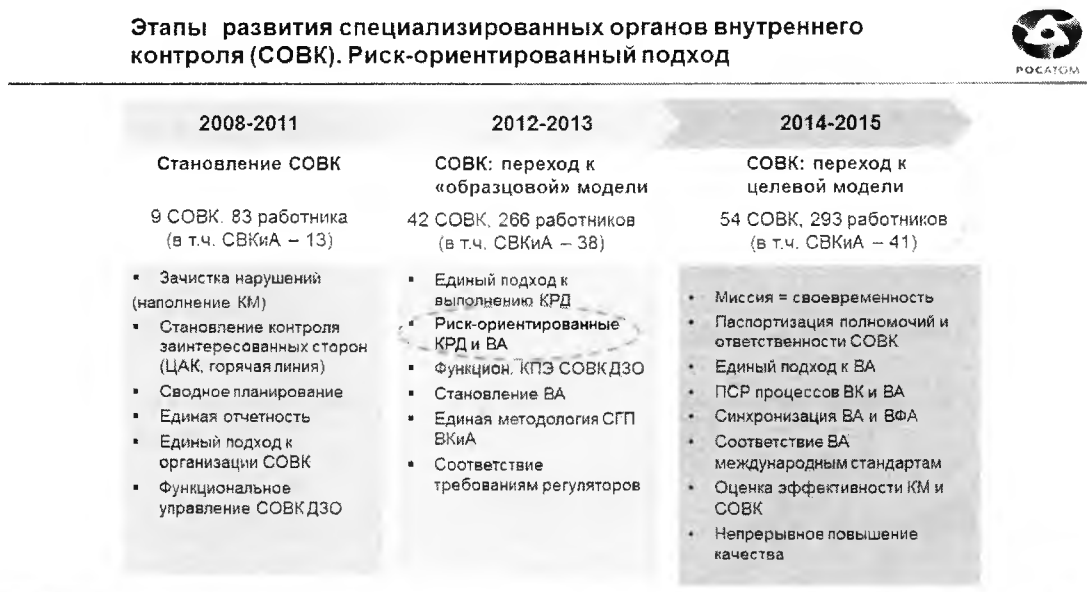 Этапы развития специализированных органов внутреннего
контроля (СОВК). Риск-ориентированный подход
РОСАТОМ
2008-2011
Становление СОВК
9 СОВК. 83 работника
(в т.ч. СВКиА – 13)
▪ Зачистка нарушений
(наполнение КМ)
▪ Становление контроля
заинтересованных сторон
(ЦАК, горячая линия)
▪ Сводное планирование
▪ Единая отчетность
▪ Единый подход к
организации СОВК
▪ Функциональное
управление СОВК ДЗО
2012-2013
СОВК: переход к
«образцовой» модели
42 СОВК, 266 работников
(в т.ч. СВКиА – 38)
▪ Единый подход к
выполнению КРД
▪ Риск-ориентированные
КРД и ВА
▪ Функцион. КПЭ СОВК ДЗО
▪ Становление ВА
▪ Единая методология СГП
ВКиА
▪ Соответствие
требованиям регуляторов
2014-2015
СОВК: переход к
целевой модели
54 СОВК, 293 работников
(в т.ч. СВКиА – 41)
▪ Миссия = своевременность
▪ Паспортизация полномочий и
ответственности СОВК
▪ Единый подход к ВА
▪ ПСР процессов ВК и ВА
▪ Синхронизация ВА и ВФА
▪ Соответствие ВА
международным стандартам
▪ Оценка эффективности КМ и
СОВК
▪ Непрерывное повышение
качества